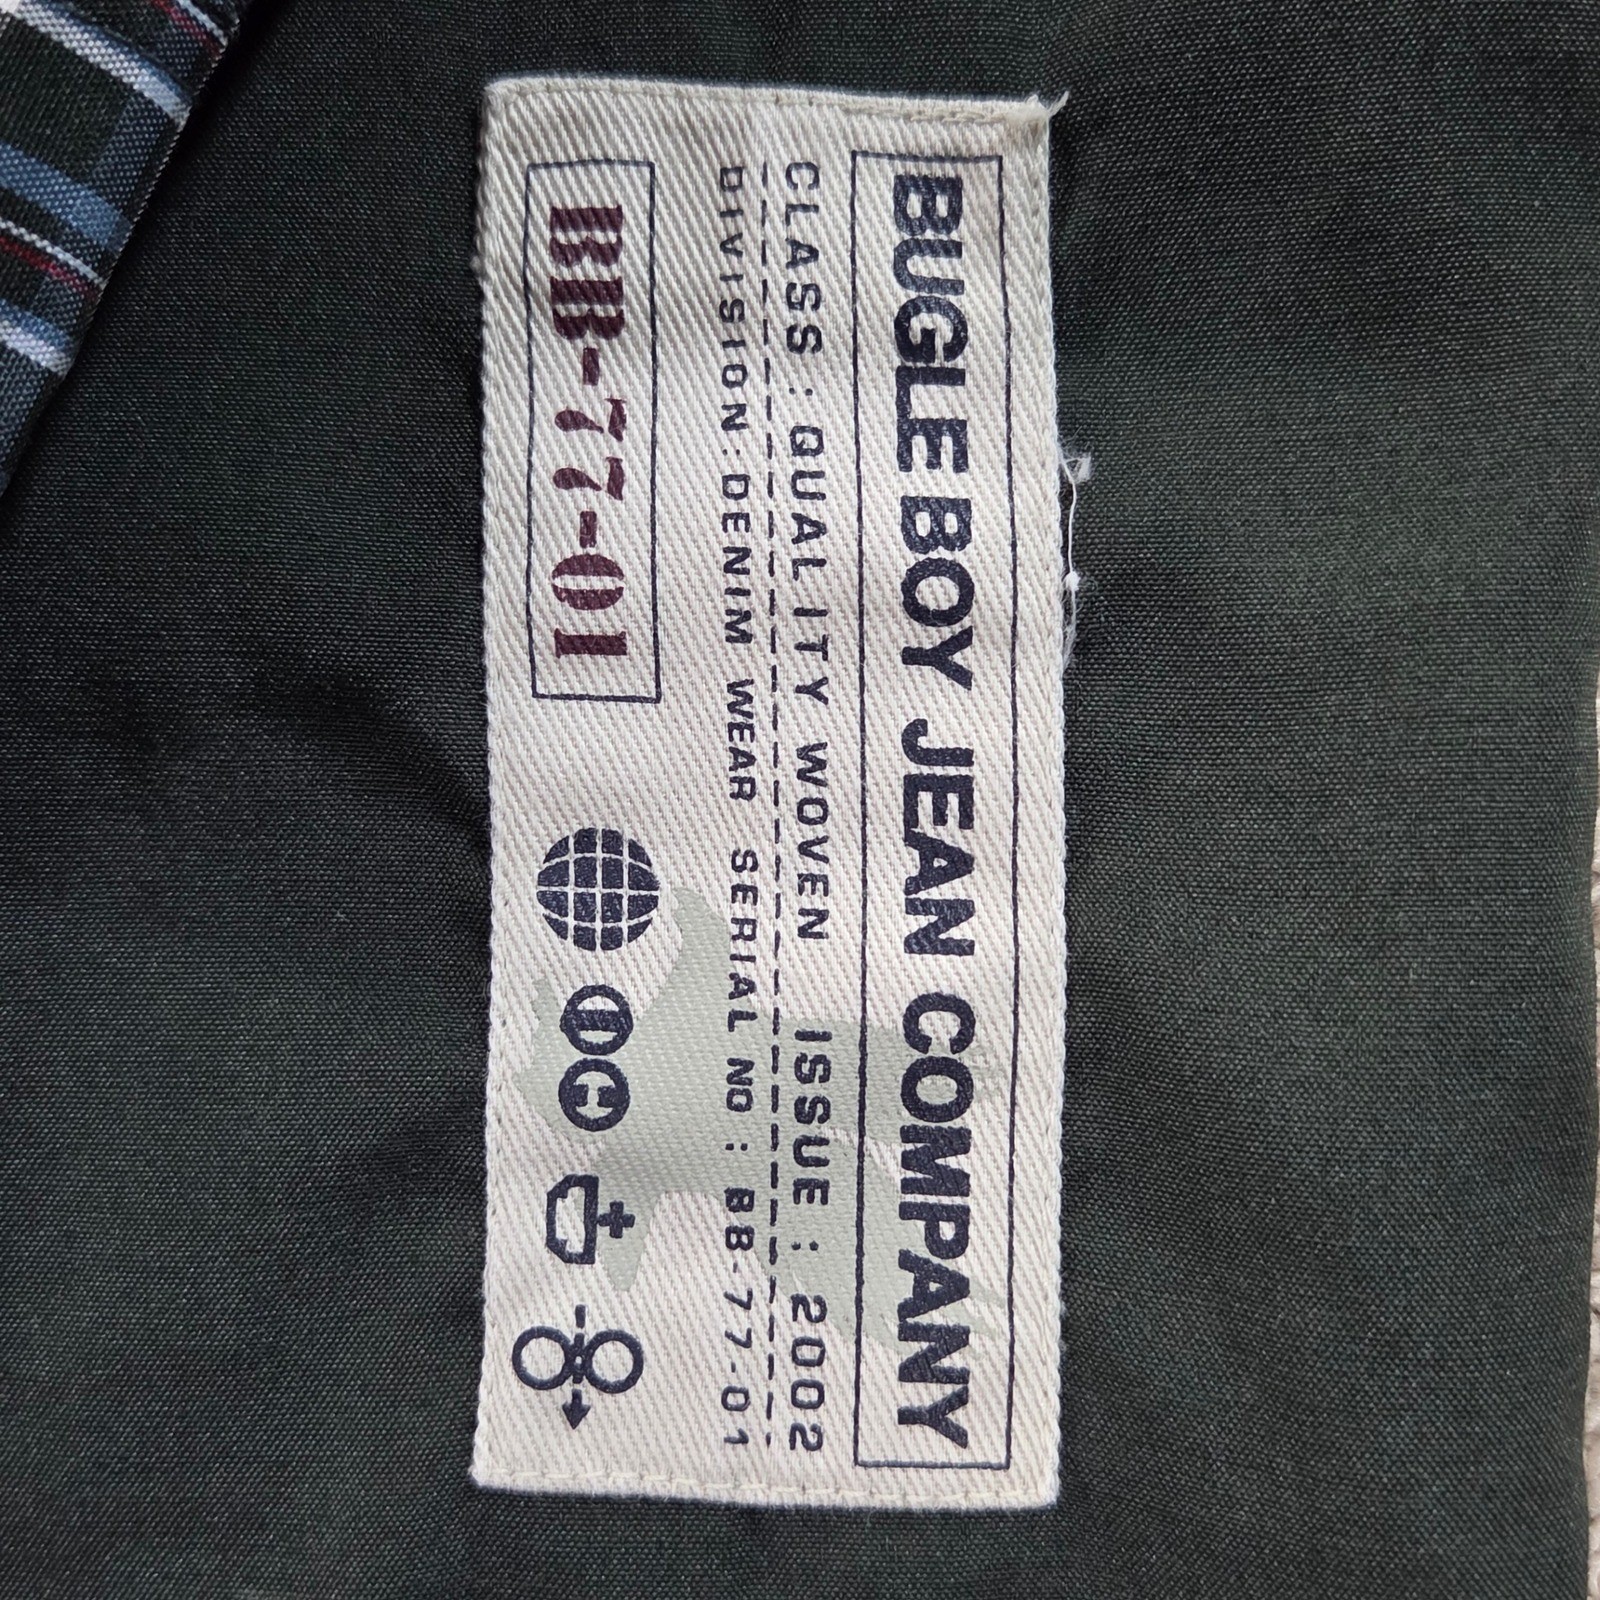 BUGLE BOY JEAN COMPANY
CLASS : QUALITY WOVEN ISSUE : 2002
DIVISION : DENIM WEAR SERIAL NO : BB-77-01
BB-77-01